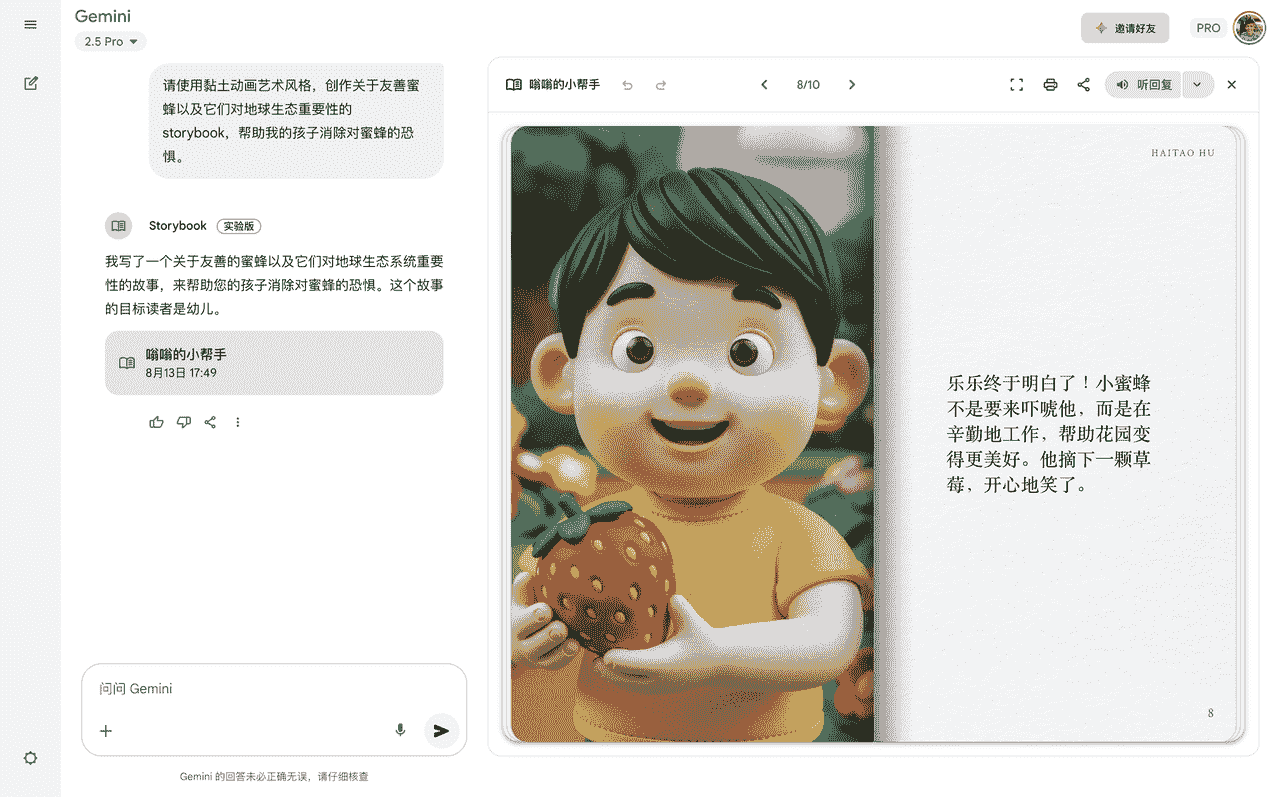 Gemini
2.5 Pro
邀请好友
PRO
请使用黏土动画艺术风格，创作关于友善蜜
蜂以及它们对地球生态重要性的
storybook，帮助我的孩子消除对蜜蜂的恐
惧。
Storybook 实验版
我写了一个关于友善的蜜蜂以及它们对地球生态系统重要
性的故事，来帮助您的孩子消除对蜜蜂的恐惧。这个故事
的目标读者是幼儿。
嗡嗡的小帮手
8月13日 17:49
问问 Gemini
Gemini 的回答未必正确无误，请仔细核查
嗡嗡的小帮手
8/10
听回复
HAITAO HU
乐乐终于明白了！小蜜蜂
不是要来吓唬他，而是在
辛勤地工作，帮助花园变
得更美好。他摘下一颗草
莓，开心地笑了。
8